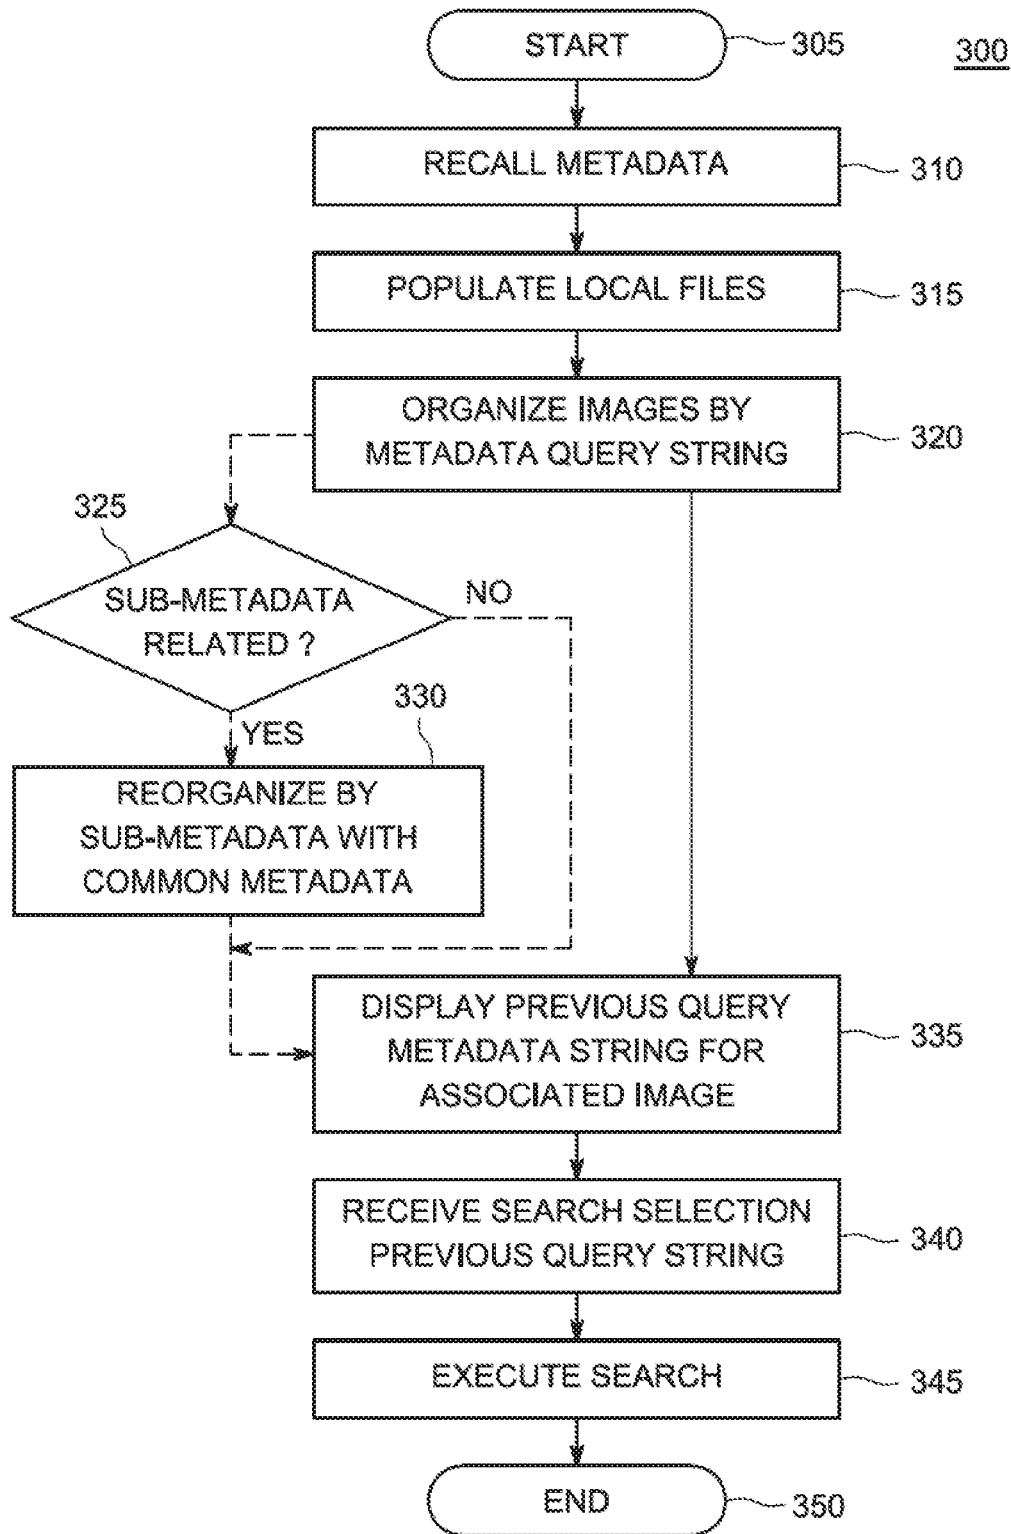 START
305
300
RECALL METADATA
310
POPULATE LOCAL FILES
315
ORGANIZE IMAGES BY
METADATA QUERY STRING
320
325
SUB-METADATA
RELATED ?
NO
YES
330
REORGANIZE BY
SUB-METADATA WITH
COMMON METADATA
DISPLAY PREVIOUS QUERY
METADATA STRING FOR
ASSOCIATED IMAGE
335
RECEIVE SEARCH SELECTION
PREVIOUS QUERY STRING
340
EXECUTE SEARCH
345
END
350